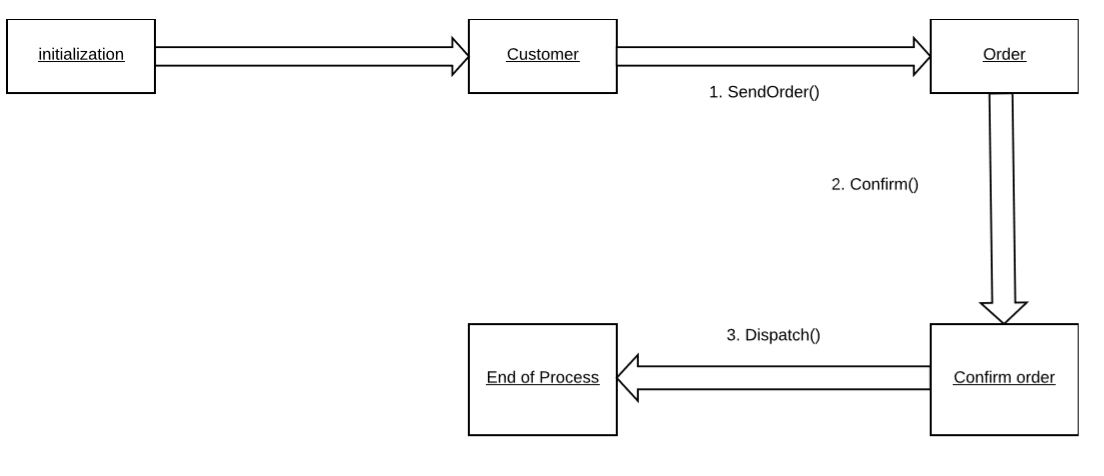 initialization
Customer
Order
1. SendOrder()
2. Confirm()
3. Dispatch()
End of Process
Confirm order